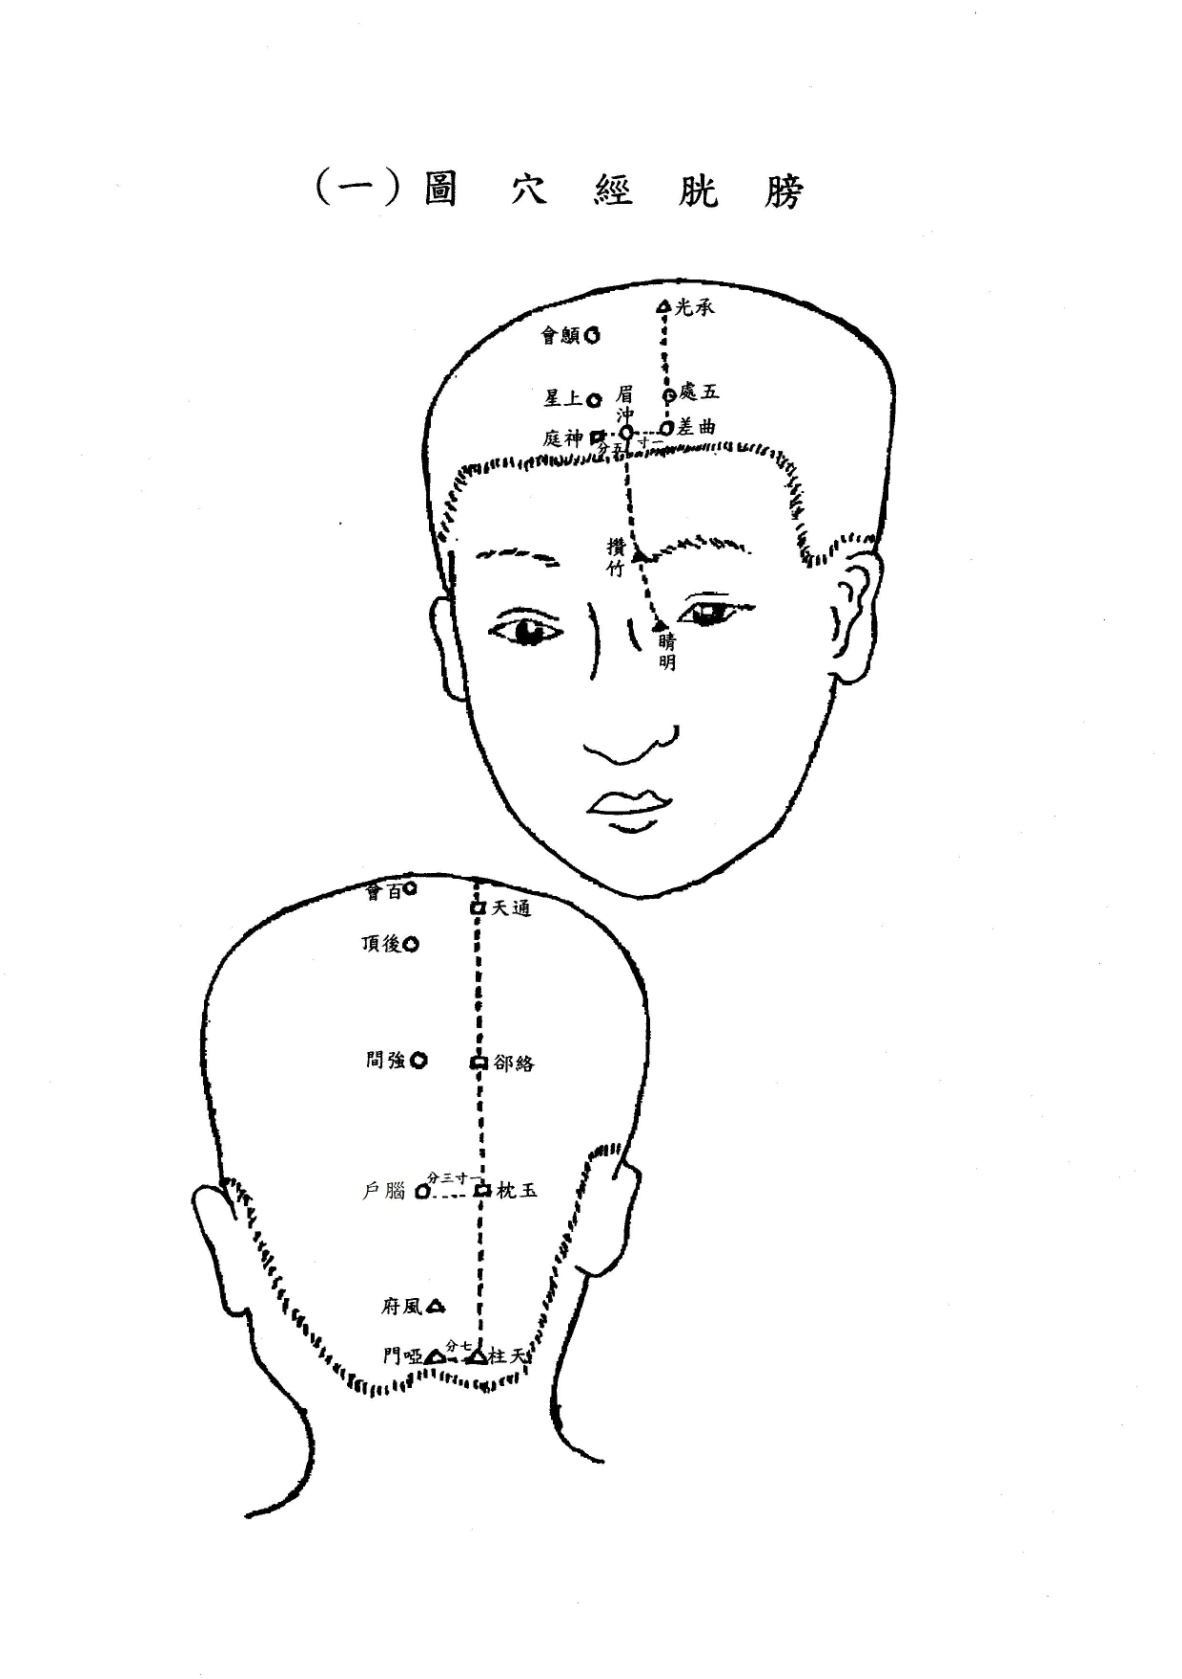 膀胱經穴圖（一）
承光
顖會
上星
眉沖
五處
神庭
曲差
五分
一寸
攢竹
睛明
百會
通天
後頂
強間
絡郤
一寸三分
腦戶
玉枕
風府
七分
啞門
天柱